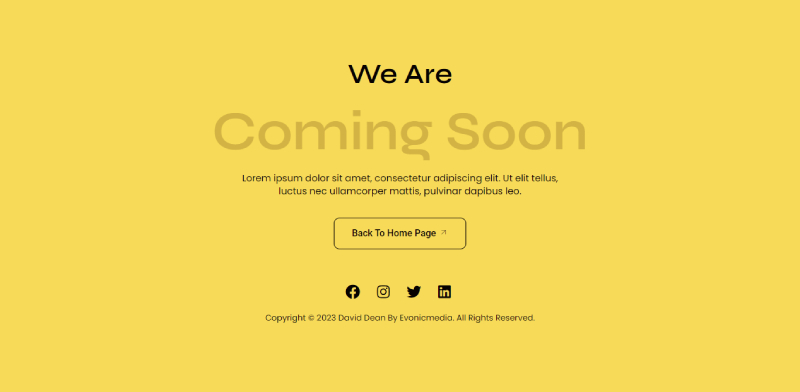 We Are
Coming Soon
Lorem ipsum dolor sit amet, consectetur adipiscing elit. Ut elit tellus,
luctus nec ullamcorper mattis, pulvinar dapibus leo.
Back To Home Page
Copyright © 2023 David Dean By Evonicmedia. All Rights Reserved.